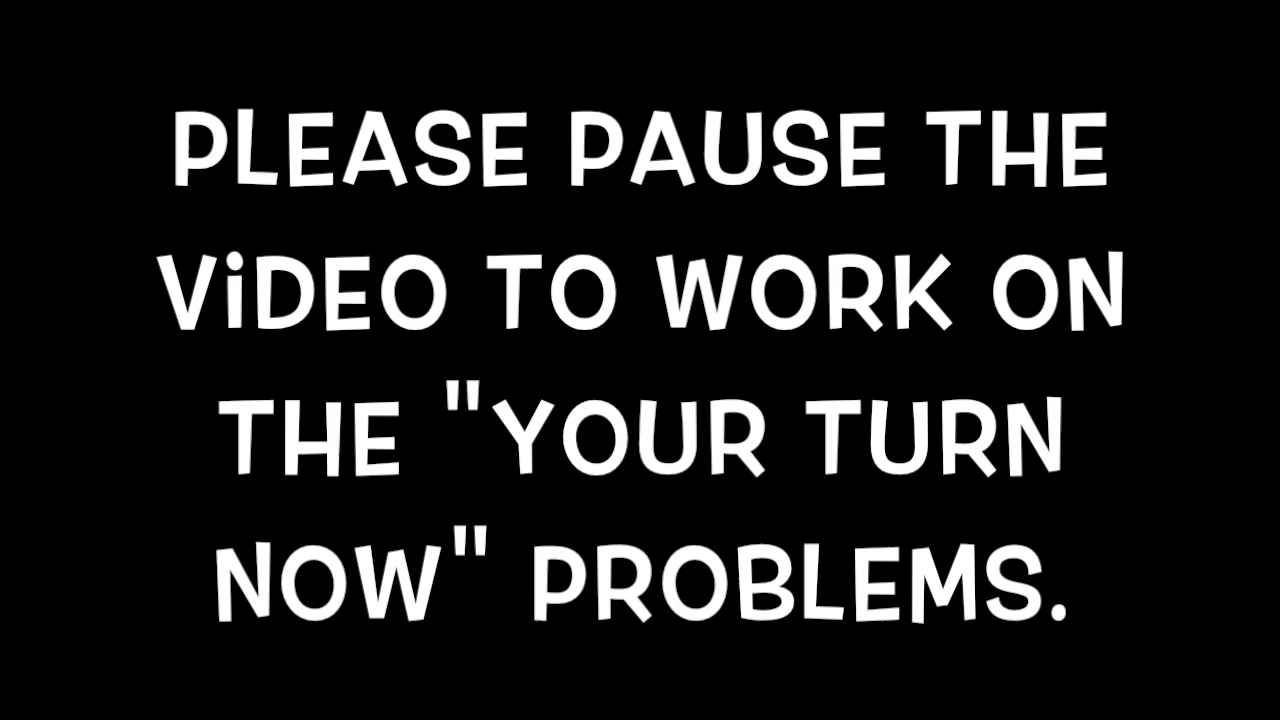 PLEASE PAUSE THE
ViDEO TO WORK ON
THE "YOUR TURN
NOW" PROBLEMS.